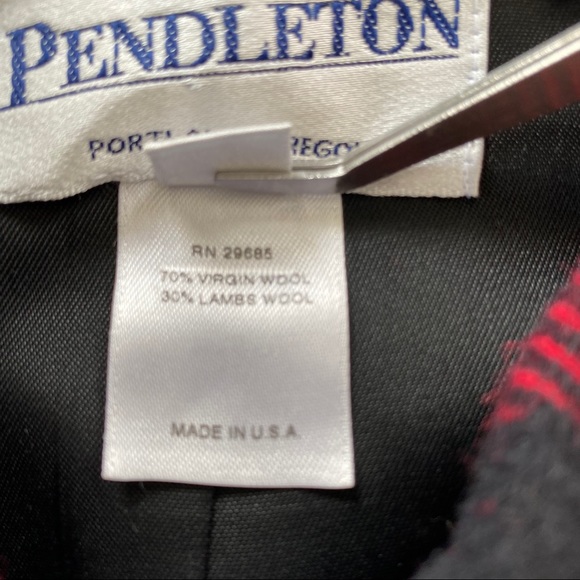 PENDLETON
RN 29685
70% VIRGIN WOOL
30% LAMBS WOOL
MADE IN U.S.A.